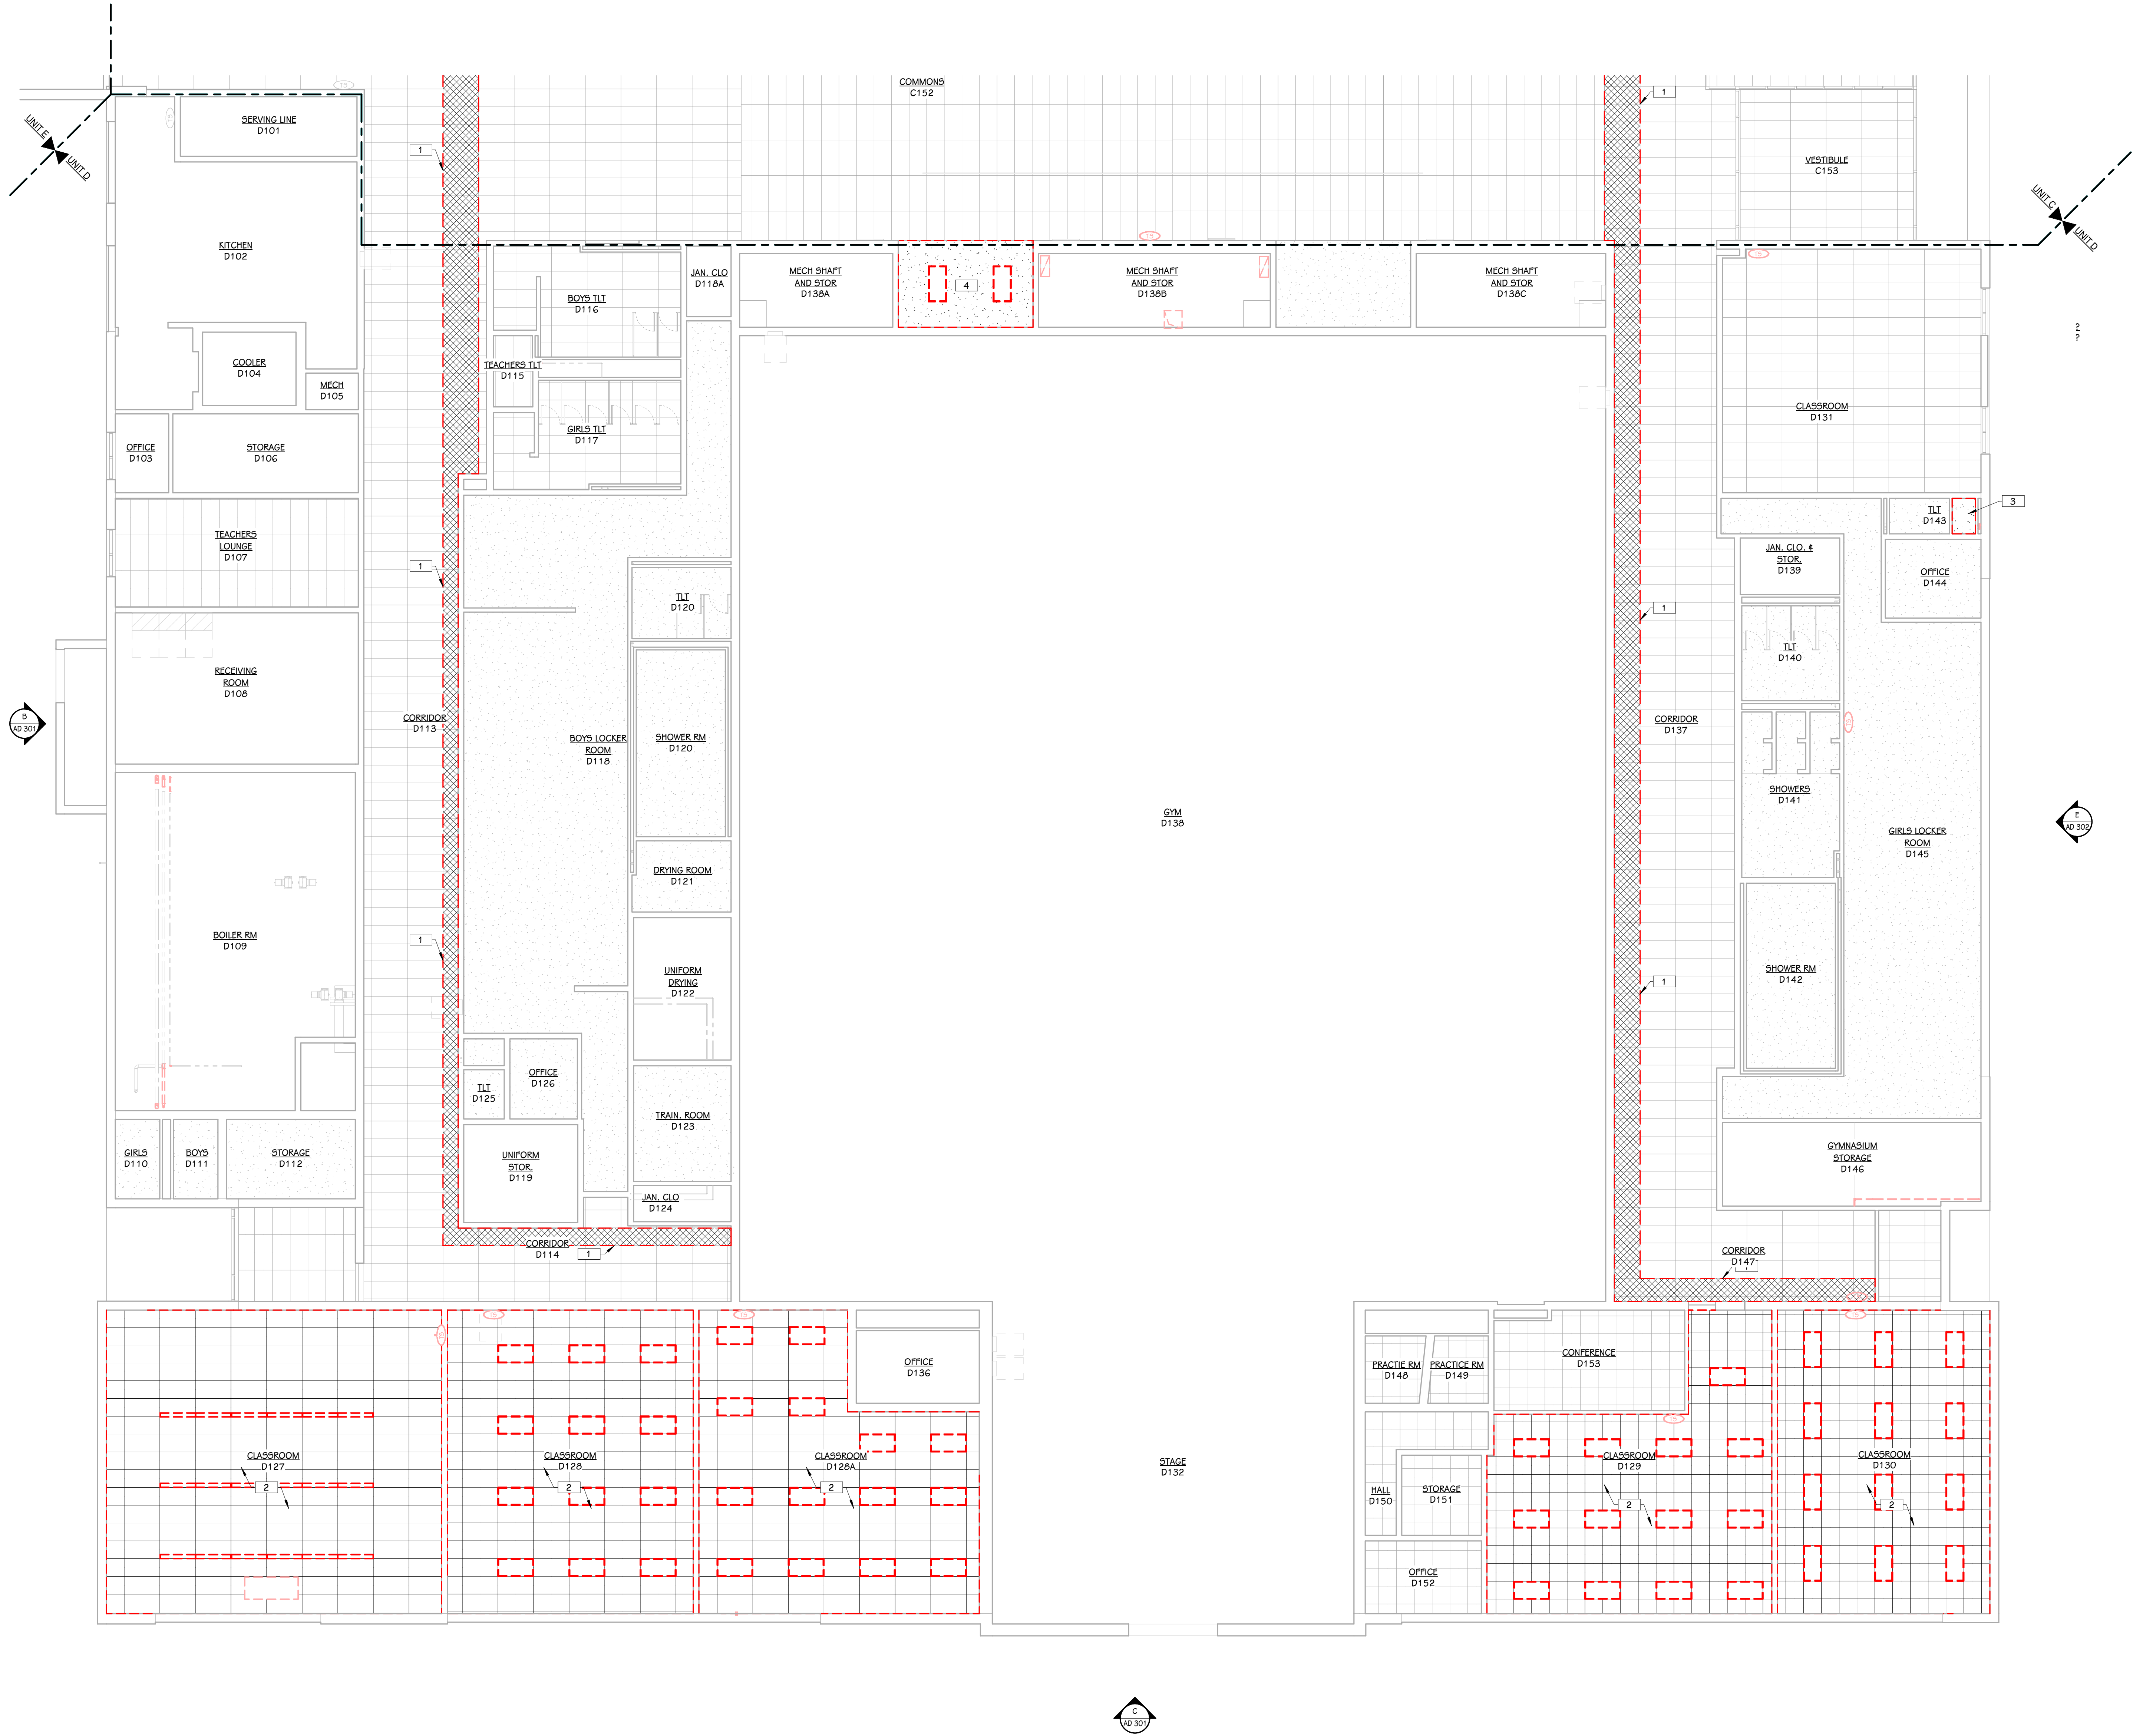 COMMONS
C152
1
1
SERVING LINE
D101
UNIT E
UNIT D
VESTIBULE
C153
UNIT C
UNIT D
KITCHEN
D102
JAN. CLO
D118A
MECH SHAFT
AND STOR
D138A
4
MECH SHAFT
AND STOR
D138B
MECH SHAFT
AND STOR
D138C
BOYS TLT
D116
TEACHERS TLT
D115
COOLER
D104
MECH
D105
2
?
CLASSROOM
D131
GIRLS TLT
D117
OFFICE
D103
STORAGE
D106
TLT
D143
3
TEACHERS
LOUNGE
D107
1
JAN. CLO. &
STOR.
D139
OFFICE
D144
TLT
D120
1
TLT
D140
RECEIVING
ROOM
D108
B
AD 301
CORRIDOR
D113
BOYS LOCKER
ROOM
D118
SHOWER RM
D120
CORRIDOR
D137
SHOWERS
D141
GYM
D138
GIRLS LOCKER
ROOM
D145
E
AD 302
DRYING ROOM
D121
BOILER RM
D109
1
UNIFORM
DRYING
D122
SHOWER RM
D142
1
OFFICE
D126
TLT
D125
TRAIN. ROOM
D123
GIRLS
D110
BOYS
D111
STORAGE
D112
UNIFORM
STOR.
D119
GYMNASIUM
STORAGE
D146
JAN. CLO
D124
CORRIDOR
D114
1
CORRIDOR
D147
OFFICE
D136
PRACTIE RM
D148
PRACTICE RM
D149
CONFERENCE
D153
CLASSROOM
D127
2
CLASSROOM
D128
2
CLASSROOM
D128A
2
STAGE
D132
HALL
D150
STORAGE
D151
CLASSROOM
D129
2
CLASSROOM
D130
2
OFFICE
D152
C
AD 301